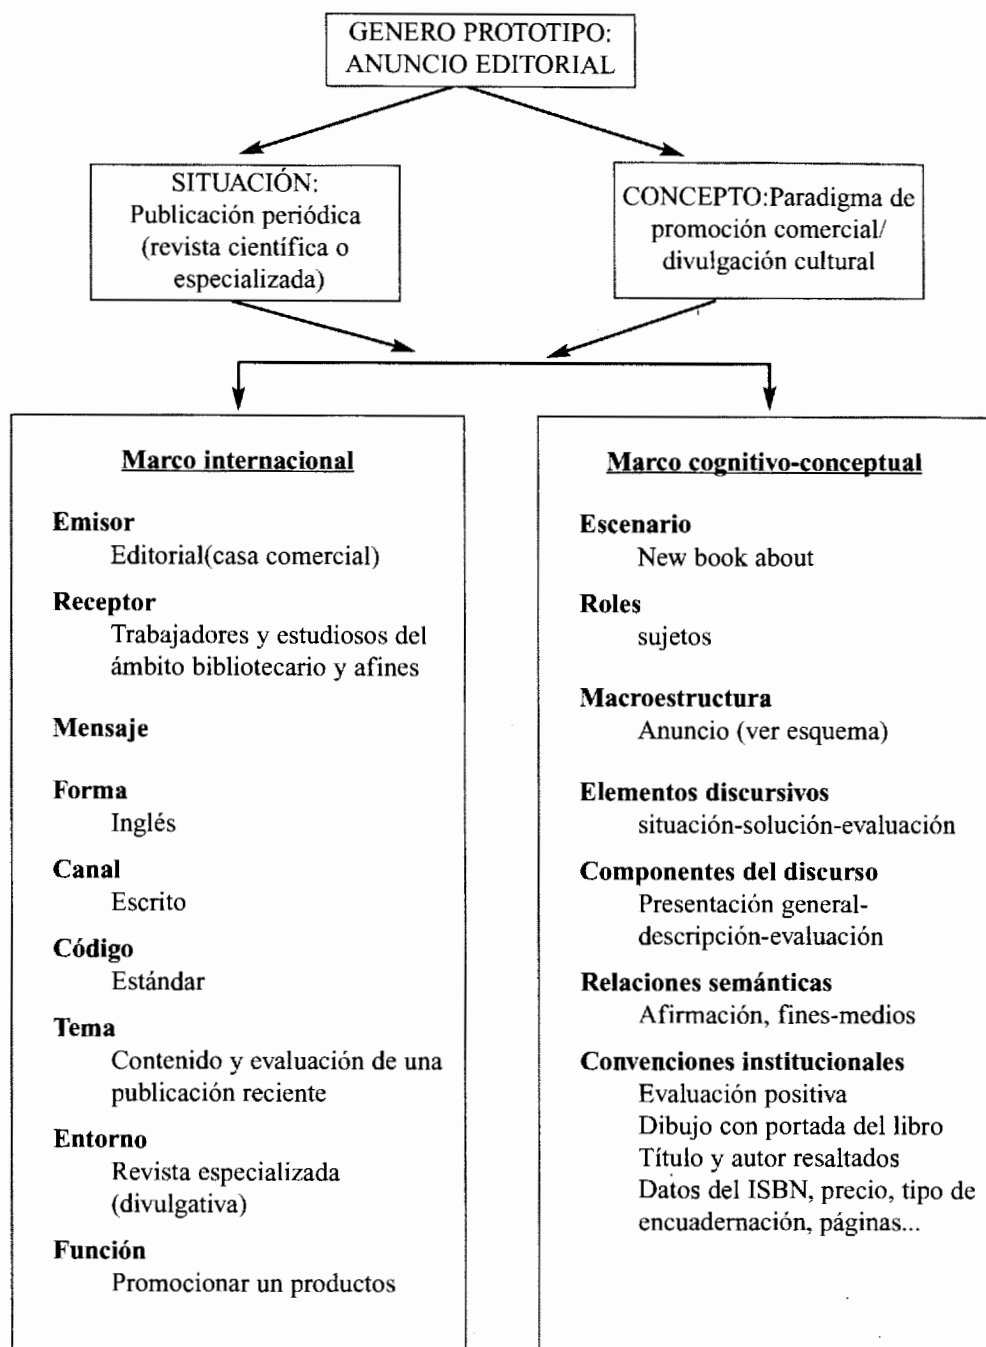 GENERO PROTOTIPO:
ANUNCIO EDITORIAL
SITUACIÓN:
Publicación periódica
(revista científica o
especializada)
CONCEPTO:Paradigma de
promoción comercial/
divulgación cultural
Marco internacional
Emisor
Editorial(casa comercial)
Receptor
Trabajadores y estudiosos del
ámbito bibliotecario y afines
Mensaje
Forma
Inglés
Canal
Escrito
Código
Estándar
Tema
Contenido y evaluación de una
publicación reciente
Entorno
Revista especializada
(divulgativa)
Función
Promocionar un productos
Marco cognitivo-conceptual
Escenario
New book about
Roles
sujetos
Macroestructura
Anuncio (ver esquema)
Elementos discursivos
situación-solución-evaluación
Componentes del discurso
Presentación general-
descripción-evaluación
Relaciones semánticas
Afirmación, fines-medios
Convenciones institucionales
Evaluación positiva
Dibujo con portada del libro
Título y autor resaltados
Datos del ISBN, precio, tipo de
encuadernación, páginas...